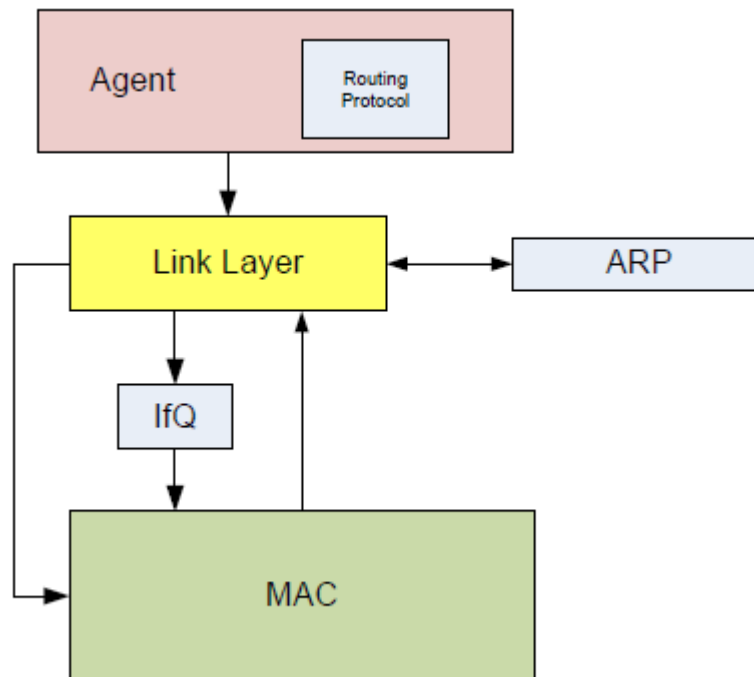 Agent
Routing
Protocol
Link Layer
ARP
IfQ
MAC